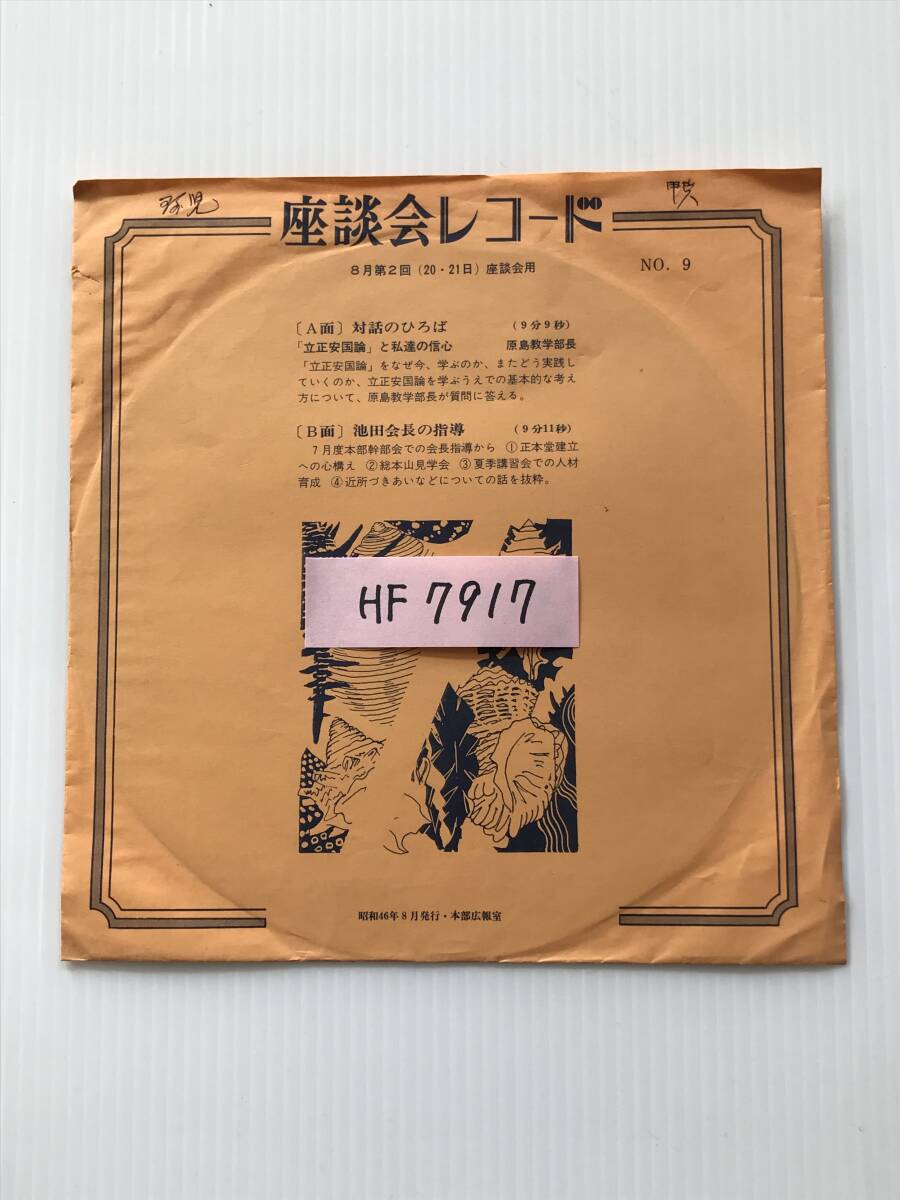 座談会レコード
8月第2回（20・21日）座談会用
NO. 9
〔A面〕対話のひろば　（9分9秒）
「立正安国論」と私達の信心　原島教学部長
「立正安国論」をなぜ今、学ぶのか、またどう実践し
ていくのか、立正安国論を学ぶうえでの基本的な考え
方について、原島教学部長が質問に答える。
〔B面〕池田会長の指導　（9分11秒）
7月度本部幹部会での会長指導から　①正本堂建立
への心構え　②総本山見学会　③夏季講習会での人材
育成　④近所づきあいなどについての話を抜粋。
HF 7917
昭和46年8月発行・本部広報室